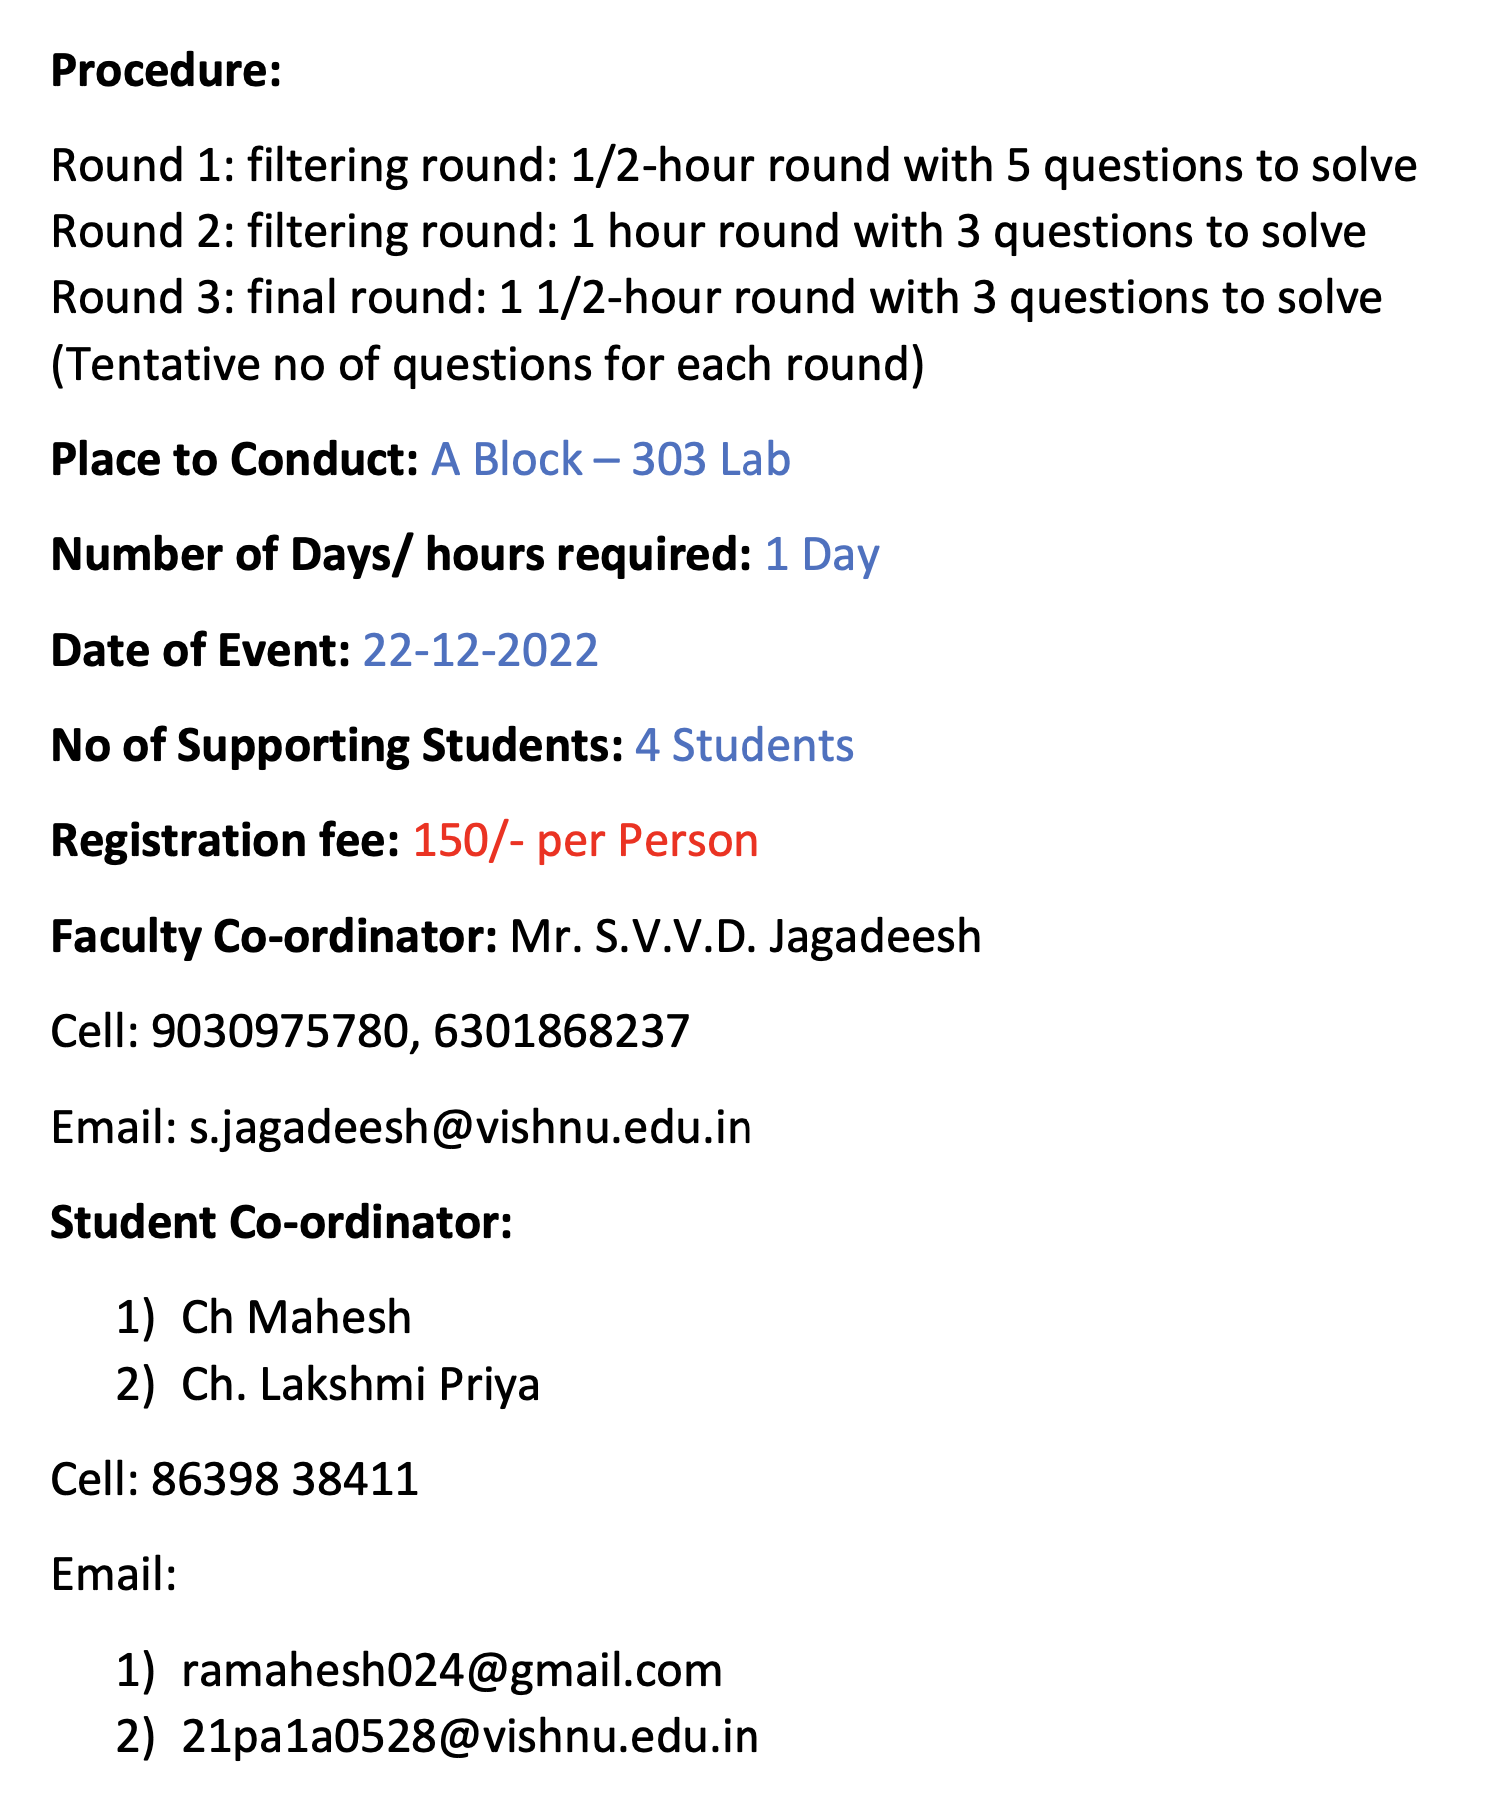 Procedure:
Round 1: filtering round: 1/2-hour round with 5 questions to solve
Round 2: filtering round: 1 hour round with 3 questions to solve
Round 3: final round: 1 1/2-hour round with 3 questions to solve
(Tentative no of questions for each round)
Place to Conduct: A Block – 303 Lab
Number of Days/ hours required: 1 Day
Date of Event: 22-12-2022
No of Supporting Students: 4 Students
Registration fee: 150/- per Person
Faculty Co-ordinator: Mr. S.V.V.D. Jagadeesh
Cell: 9030975780, 6301868237
Email: s.jagadeesh@vishnu.edu.in
Student Co-ordinator:
1) Ch Mahesh
2) Ch. Lakshmi Priya
Cell: 86398 38411
Email:
1) ramahesh024@gmail.com
2) 21pa1a0528@vishnu.edu.in